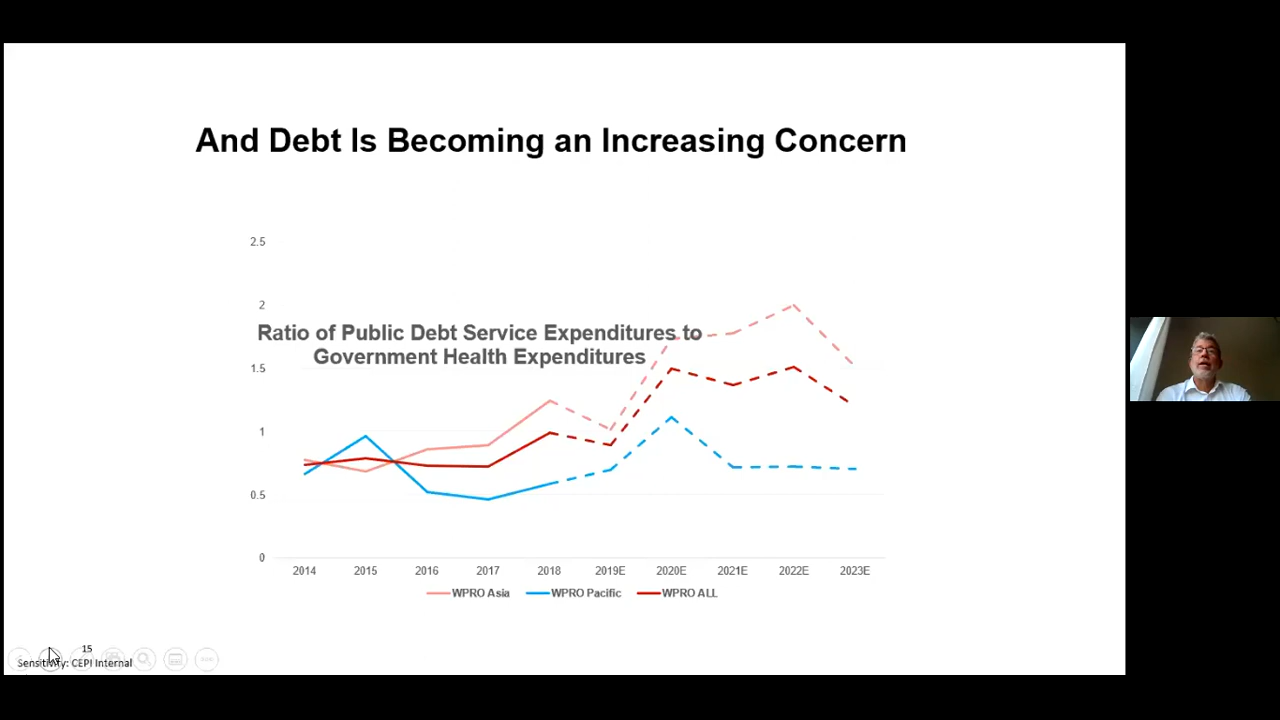 And Debt Is Becoming an Increasing Concern
2.5
2
Ratio of Public Debt Service Expenditures to
Government Health Expenditures
1.5
1
0.5
0
2014 2015 2016 2017 2018 2019E 2020E 2021E 2022E 2023E
WPRO Asia WPRO Pacific WPRO ALL
15
Sensitivity: CEPI Internal